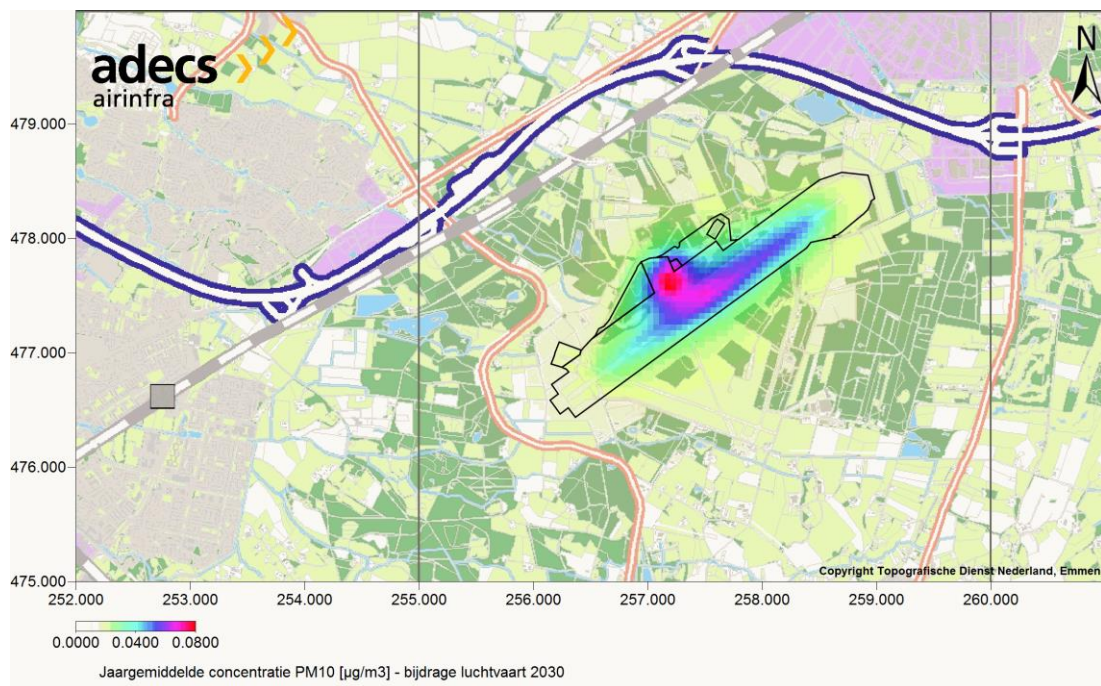 adecs
airinfra
N
479.000
478.000
477.000
476.000
475.000
Copyright Topografische Dienst Nederland, Emmen
252.000 253.000 254.000 255.000 256.000 257.000 258.000 259.000 260.000
0.0000 0.0400 0.0800
Jaargemiddelde concentratie PM10 [µg/m3] - bijdrage luchtvaart 2030